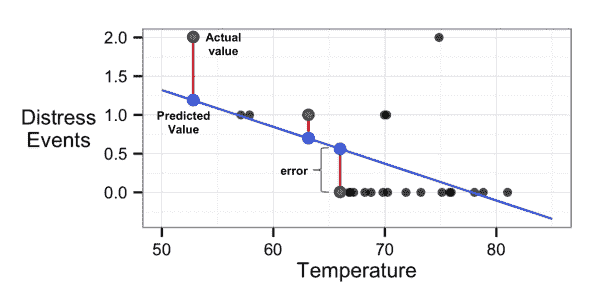 2.0
1.5
1.0
0.5
0.0
Distress
Events
Actual
value
Predicted
Value
error
50
60
70
80
Temperature